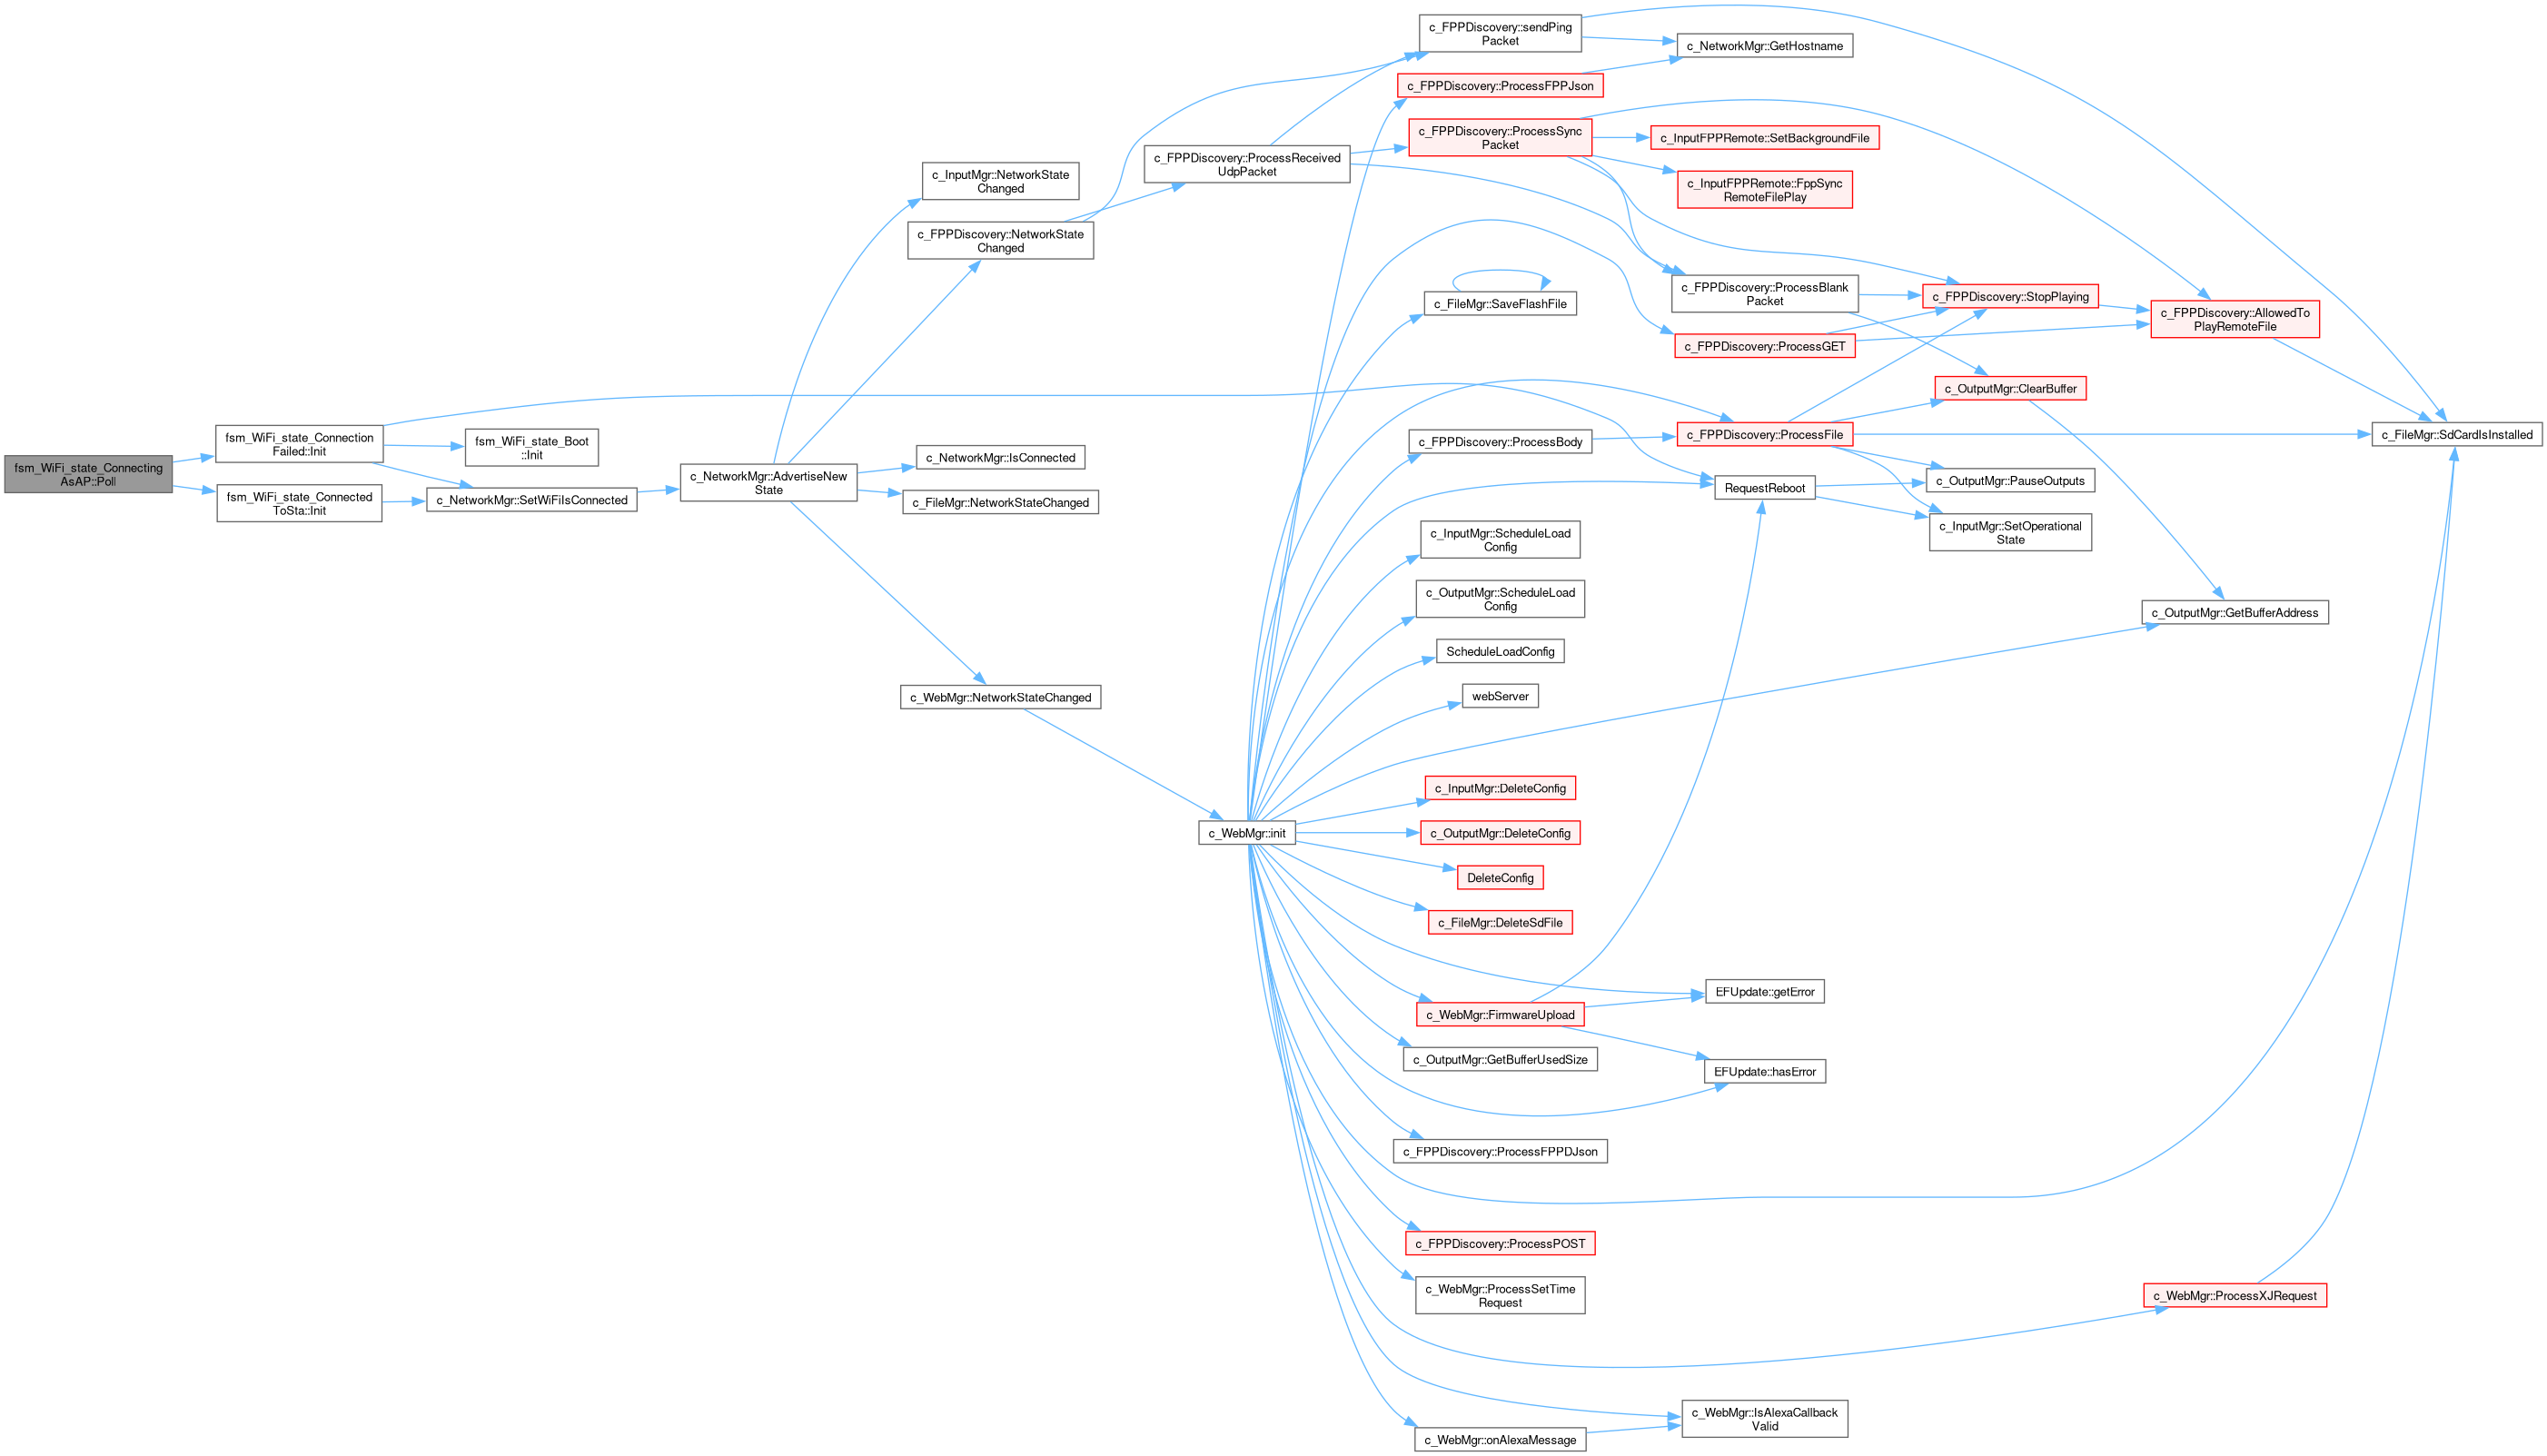 fsm_WiFi_state_Connecting
AsAP::Poll
fsm_WiFi_state_Connection
Failed::Init
fsm_WiFi_state_Connected
ToSta::Init
fsm_WiFi_state_Boot
::Init
c_NetworkMgr::SetWiFiIsConnected
c_NetworkMgr::AdvertiseNew
State
c_InputMgr::NetworkState
Changed
c_FPPDiscovery::NetworkState
Changed
c_NetworkMgr::IsConnected
c_FileMgr::NetworkStateChanged
c_WebMgr::NetworkStateChanged
c_FPPDiscovery::ProcessReceived
UdpPacket
c_WebMgr::init
c_FPPDiscovery::sendPing
Packet
c_FPPDiscovery::ProcessFPPJson
c_FPPDiscovery::ProcessSync
Packet
c_FileMgr::SaveFlashFile
c_FPPDiscovery::ProcessBody
c_InputMgr::ScheduleLoad
Config
c_OutputMgr::ScheduleLoad
Config
ScheduleLoadConfig
webServer
c_InputMgr::DeleteConfig
c_OutputMgr::DeleteConfig
DeleteConfig
c_FileMgr::DeleteSdFile
c_WebMgr::FirmwareUpload
c_OutputMgr::GetBufferUsedSize
c_FPPDiscovery::ProcessFPPDJson
c_FPPDiscovery::ProcessPOST
c_WebMgr::ProcessSetTime
Request
c_WebMgr::onAlexaMessage
c_NetworkMgr::GetHostname
c_InputFPPRemote::SetBackgroundFile
c_InputFPPRemote::FppSync
RemoteFilePlay
c_FPPDiscovery::ProcessBlank
Packet
c_FPPDiscovery::ProcessGET
c_FPPDiscovery::ProcessFile
RequestReboot
EFUpdate::getError
EFUpdate::hasError
c_WebMgr::IsAlexaCallback
Valid
c_FPPDiscovery::StopPlaying
c_OutputMgr::ClearBuffer
c_OutputMgr::PauseOutputs
c_InputMgr::SetOperational
State
c_FPPDiscovery::AllowedTo
PlayRemoteFile
c_OutputMgr::GetBufferAddress
c_WebMgr::ProcessXJRequest
c_FileMgr::SdCardIsInstalled